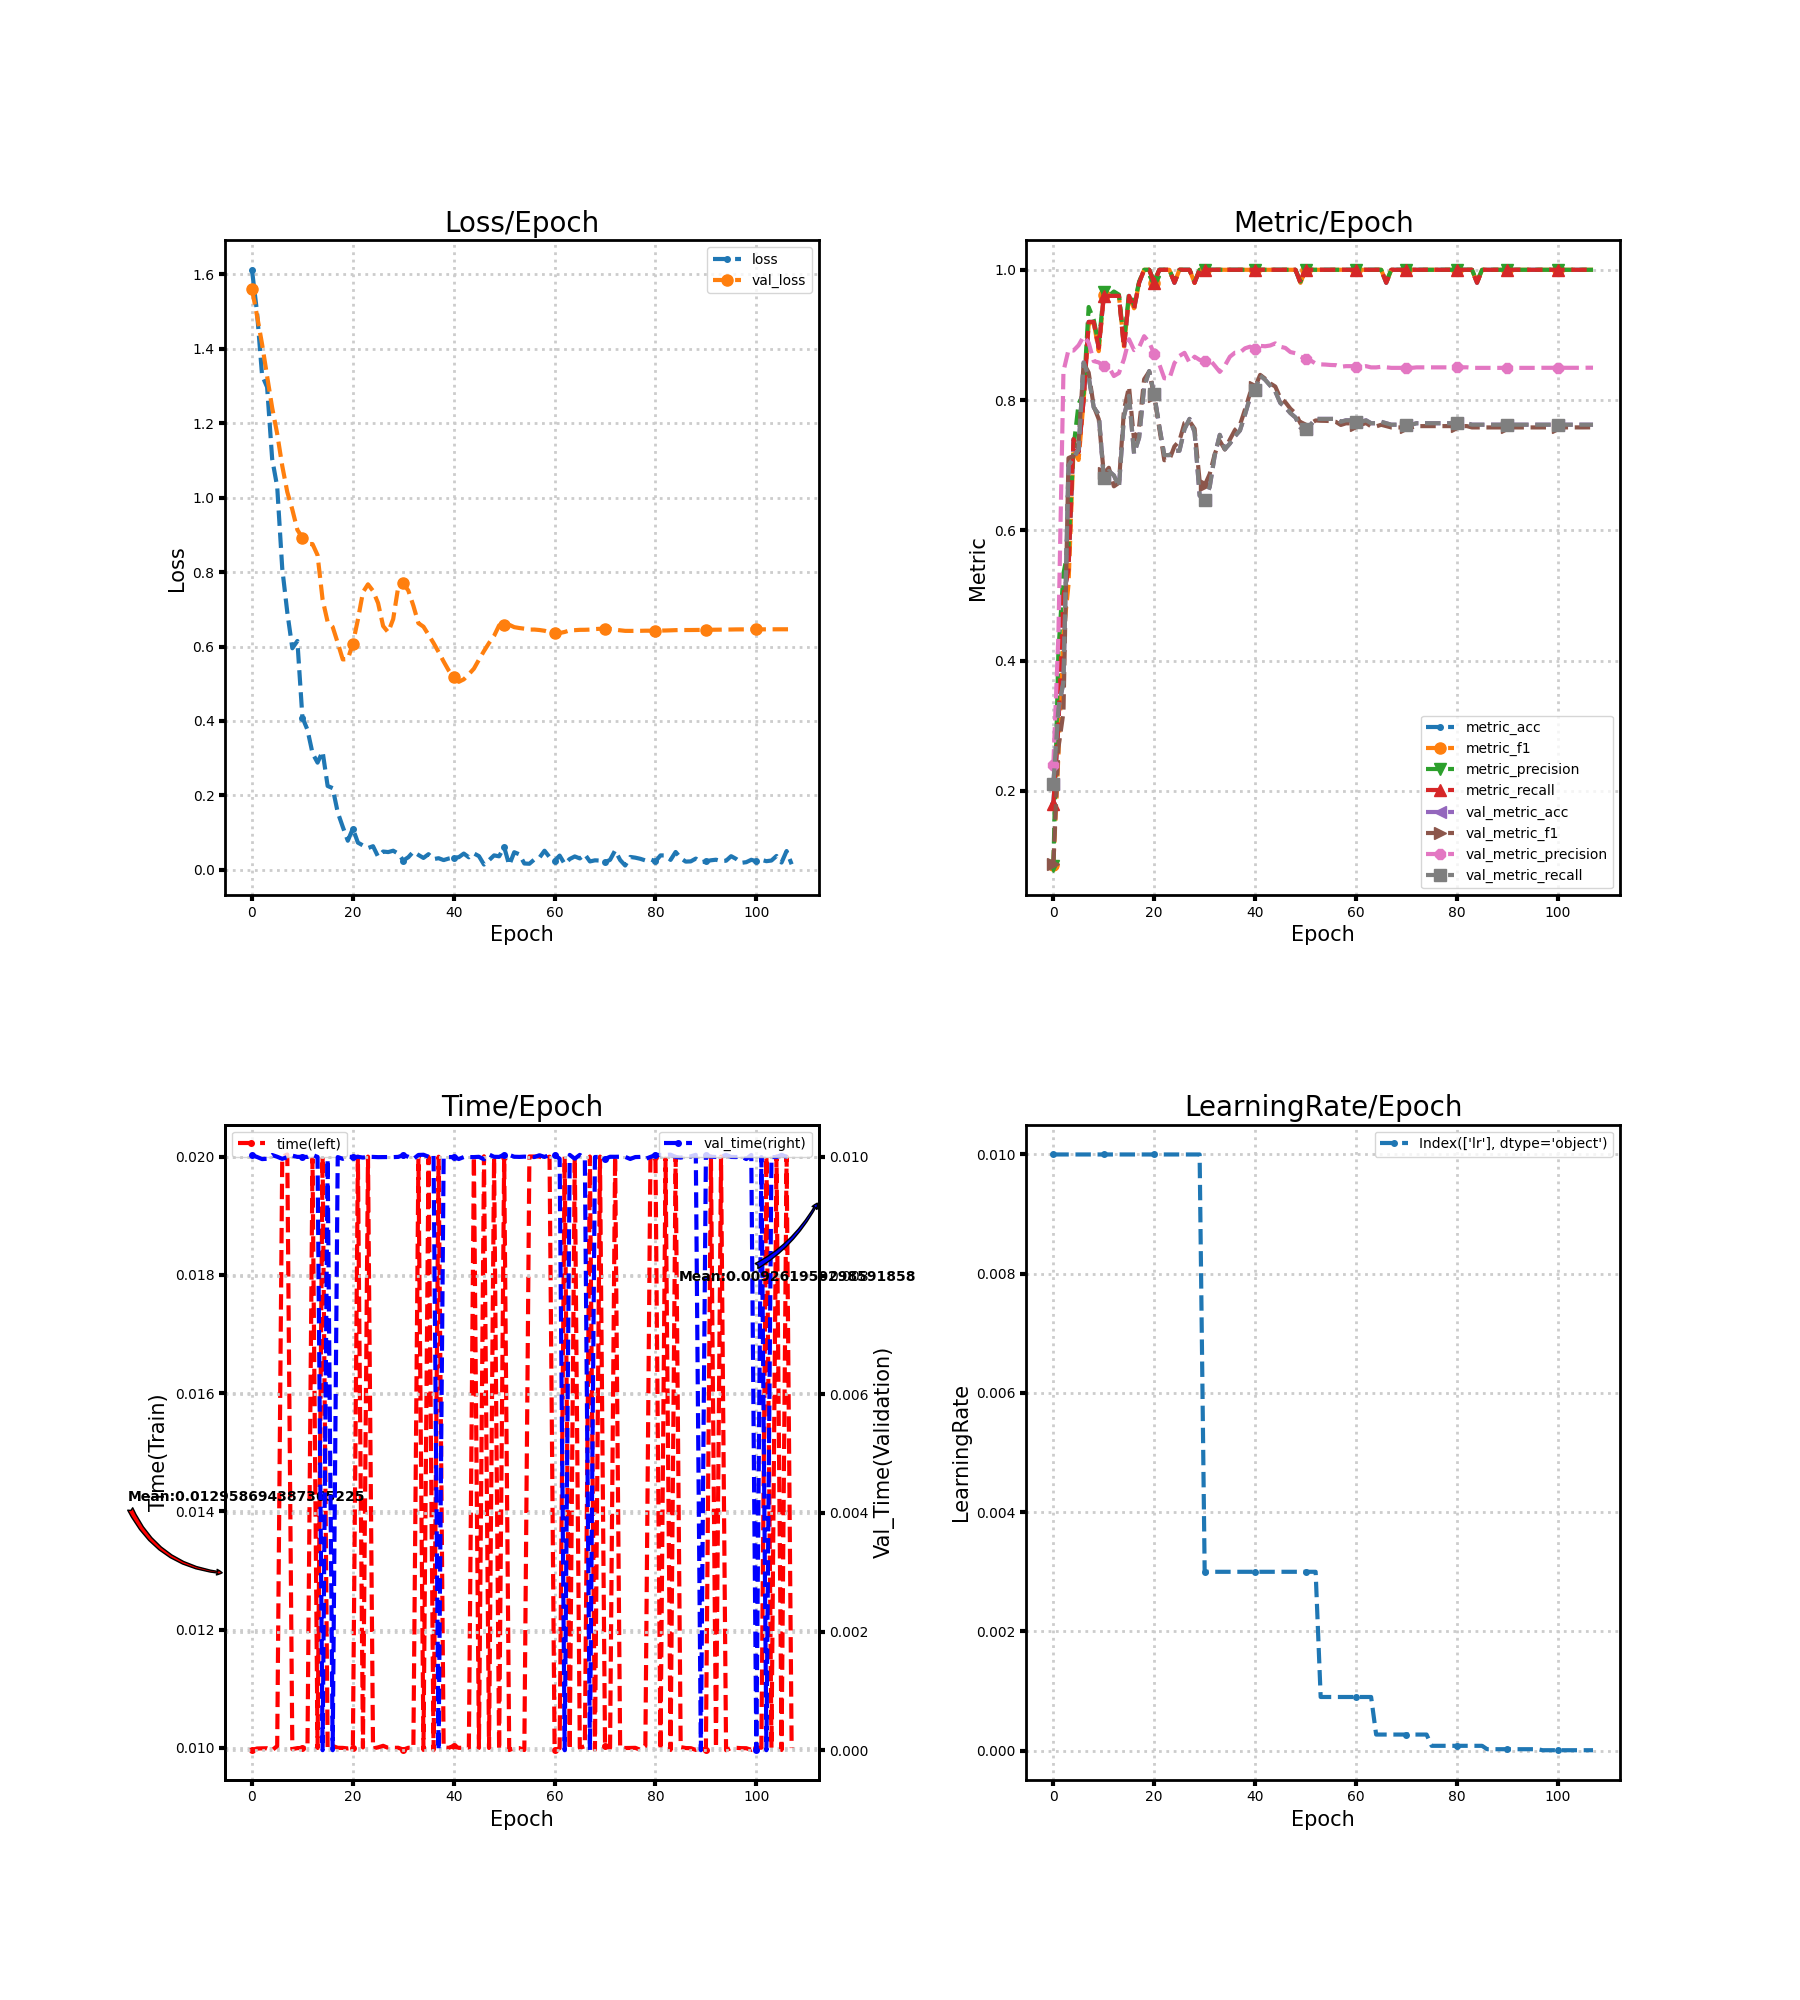 Loss/Epoch
Loss
1.6
1.4
1.2
1.0
0.8
0.6
0.4
0.2
0.0
loss
val_loss
0 20 40 60 80 100
Epoch
Metric/Epoch
Metric
1.0
0.8
0.6
0.4
0.2
metric_acc
metric_f1
metric_precision
metric_recall
val_metric_acc
val_metric_f1
val_metric_precision
val_metric_recall
0 20 40 60 80 100
Epoch
Time/Epoch
time(left)
val_time(right)
Time(Train)
0.020
0.018
0.016
0.014
0.012
0.010
Val_Time(Validation)
0.010
0.006
0.004
0.002
0.000
0 20 40 60 80 100
Epoch
LearningRate/Epoch
Index(['lr'], dtype='object')
LearningRate
0.010
0.008
0.006
0.004
0.002
0.000
0 20 40 60 80 100
Epoch